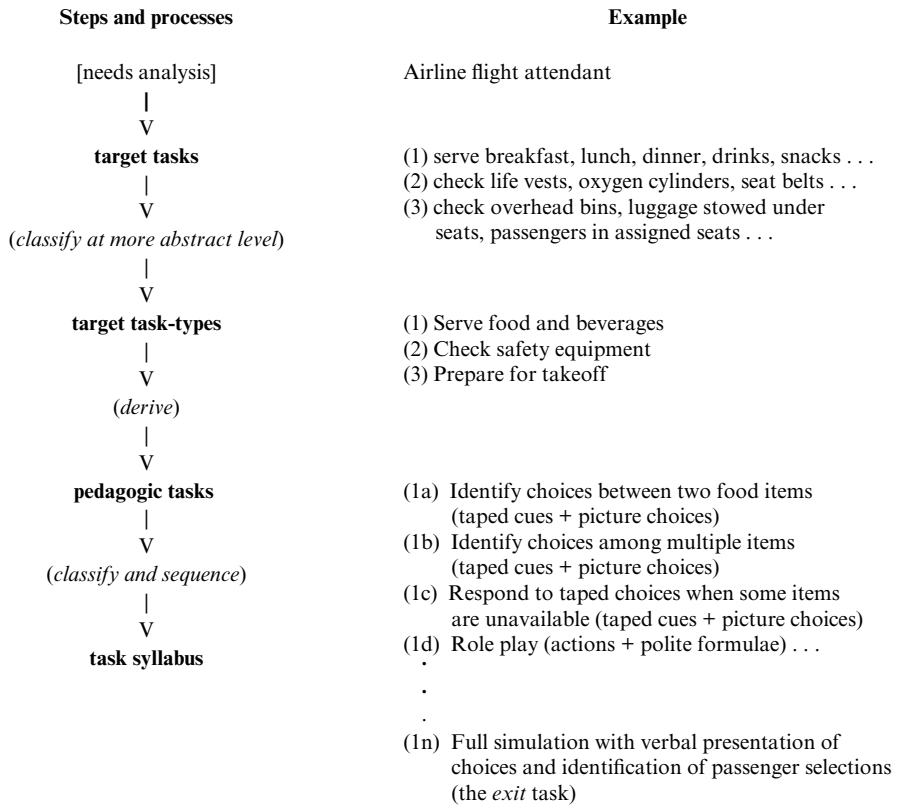 Steps and processes
Example
[needs analysis]
Airline flight attendant
|
V
target tasks
(1) serve breakfast, lunch, dinner, drinks, snacks . . .
|
(2) check life vests, oxygen cylinders, seat belts . . .
V
(3) check overhead bins, luggage stowed under
seats, passengers in assigned seats . . .
(classify at more abstract level)
|
V
target task-types
(1) Serve food and beverages
|
(2) Check safety equipment
V
(3) Prepare for takeoff
(derive)
|
V
pedagogic tasks
(1a) Identify choices between two food items
|
(taped cues + picture choices)
V
(1b) Identify choices among multiple items
(classify and sequence)
(taped cues + picture choices)
|
(1c) Respond to taped choices when some items
V
are unavailable (taped cues + picture choices)
task syllabus
(1d) Role play (actions + polite formulae) . . .
.
.
.
(1n) Full simulation with verbal presentation of
choices and identification of passenger selections
(the exit task)